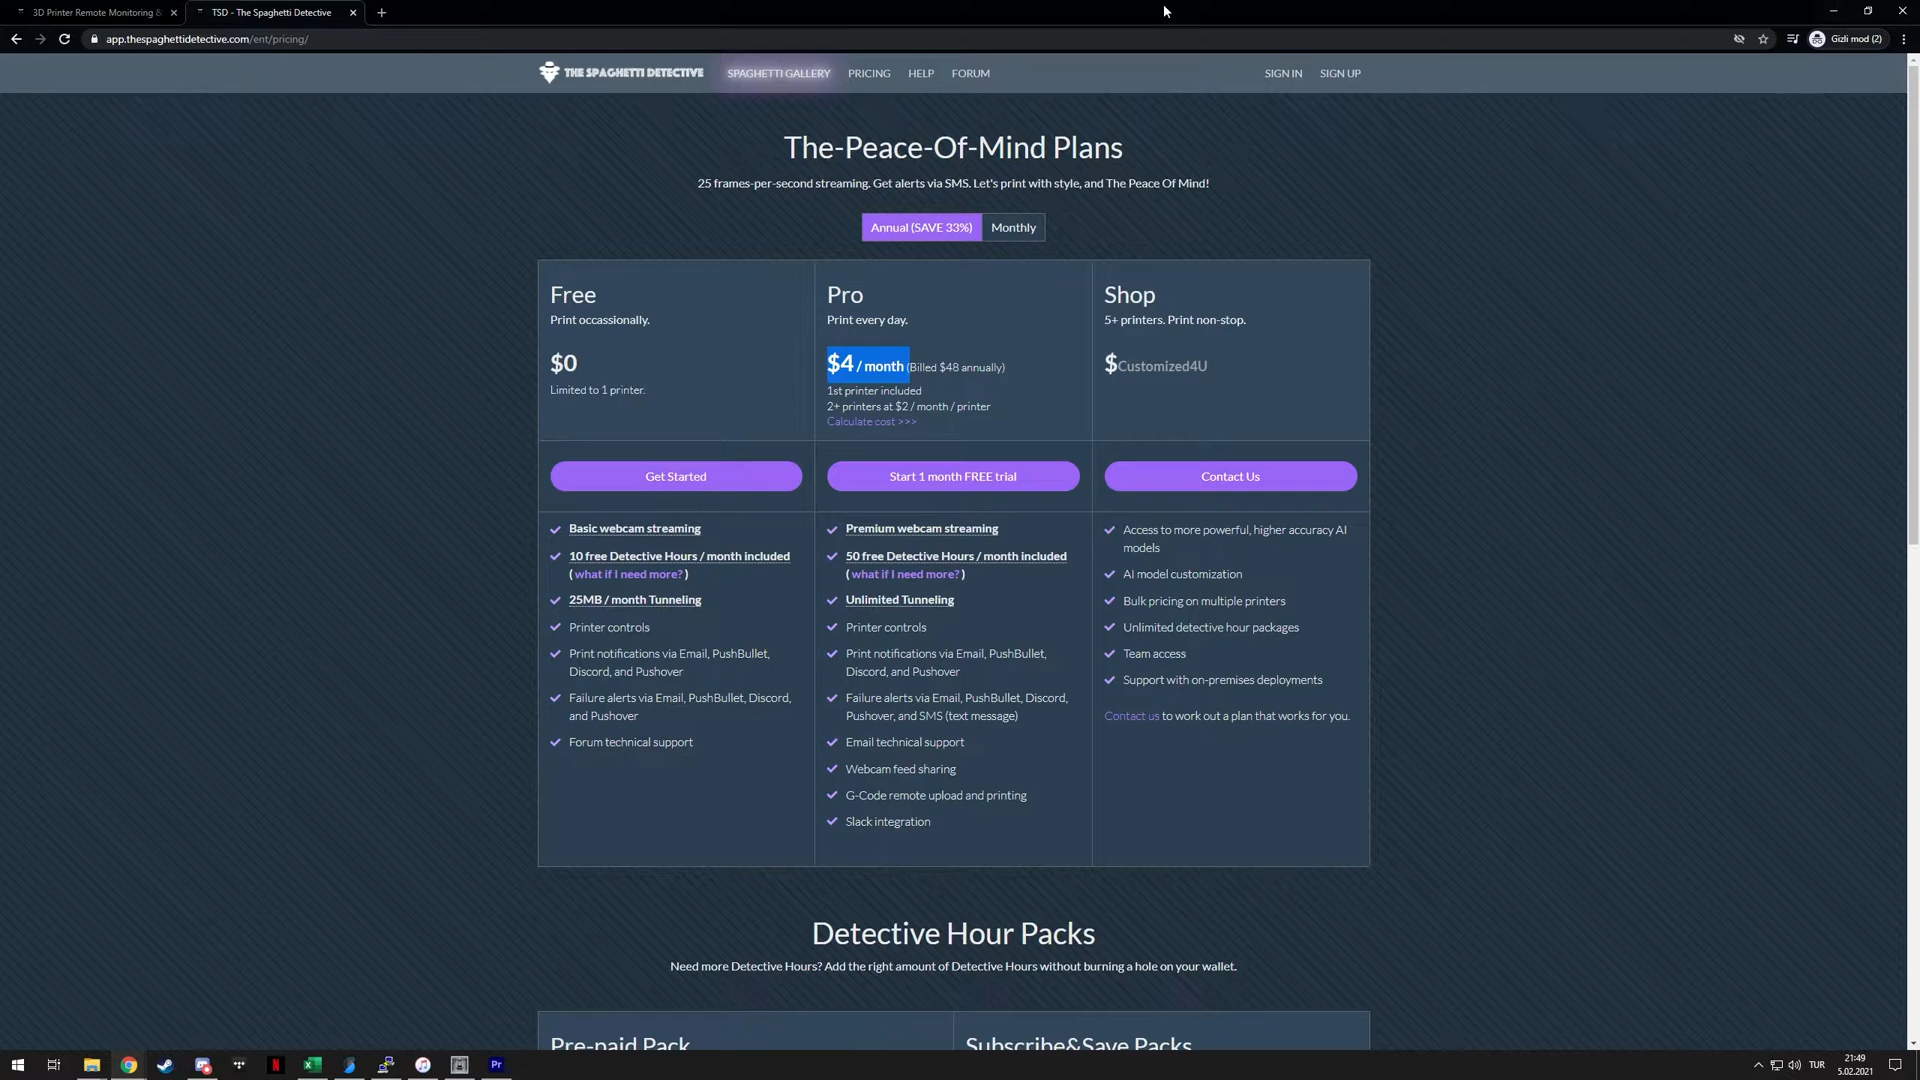 3D Printer Remote Monitoring &
TSD - The Spaghetti Detective
app.thespaghettidetective.com/ent/pricing/
Gizli mod (2)
THE SPAGHETTI DETECTIVE
SPAGHETTI GALLERY
PRICING
HELP
FORUM
SIGN IN
SIGN UP
The-Peace-Of-Mind Plans
25 frames-per-second streaming. Get alerts via SMS. Let's print with style, and The Peace Of Mind!
Annual (SAVE 33%)
Monthly
Free
Print occassionally.
$0
Limited to 1 printer.
Get Started
Basic webcam streaming
10 free Detective Hours / month included
( what if I need more? )
25MB / month Tunneling
Printer controls
Print notifications via Email, PushBullet,
Discord, and Pushover
Failure alerts via Email, PushBullet, Discord,
and Pushover
Forum technical support
Pro
Print every day.
$4 / month (Billed $48 annually)
1st printer included
2+ printers at $2 / month / printer
Calculate cost >>>
Start 1 month FREE trial
Premium webcam streaming
50 free Detective Hours / month included
( what if I need more? )
Unlimited Tunneling
Printer controls
Print notifications via Email, PushBullet,
Discord, and Pushover
Failure alerts via Email, PushBullet, Discord,
Pushover, and SMS (text message)
Email technical support
Webcam feed sharing
G-Code remote upload and printing
Slack integration
Shop
5+ printers. Print non-stop.
$Customized4U
Contact Us
Access to more powerful, higher accuracy AI
models
AI model customization
Bulk pricing on multiple printers
Unlimited detective hour packages
Team access
Support with on-premises deployments
Contact us to work out a plan that works for you.
Detective Hour Packs
Need more Detective Hours? Add the right amount of Detective Hours without burning a hole on your wallet.
Pre-paid Pack
Subscribe&Save Packs
N
Pr
TUR
21:49
5.02.2021